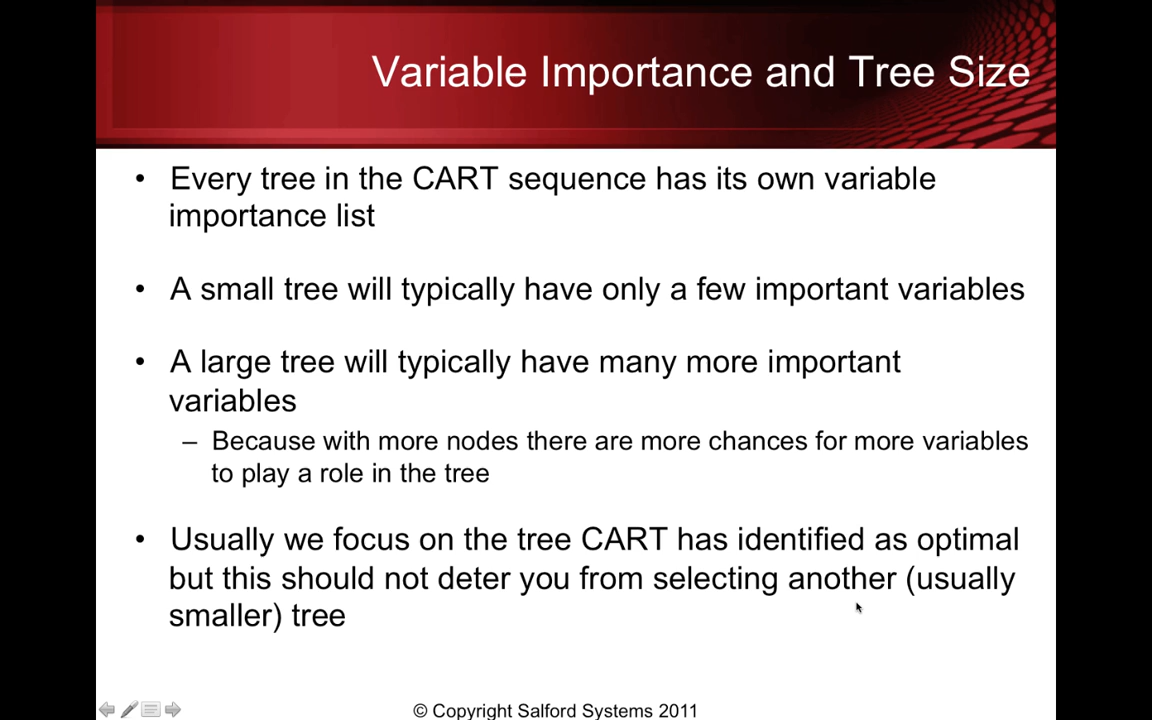 Variable Importance and Tree Size
• Every tree in the CART sequence has its own variable
importance list
• A small tree will typically have only a few important variables
• A large tree will typically have many more important
variables
– Because with more nodes there are more chances for more variables
to play a role in the tree
• Usually we focus on the tree CART has identified as optimal
but this should not deter you from selecting another (usually
smaller) tree
© Copyright Salford Systems 2011